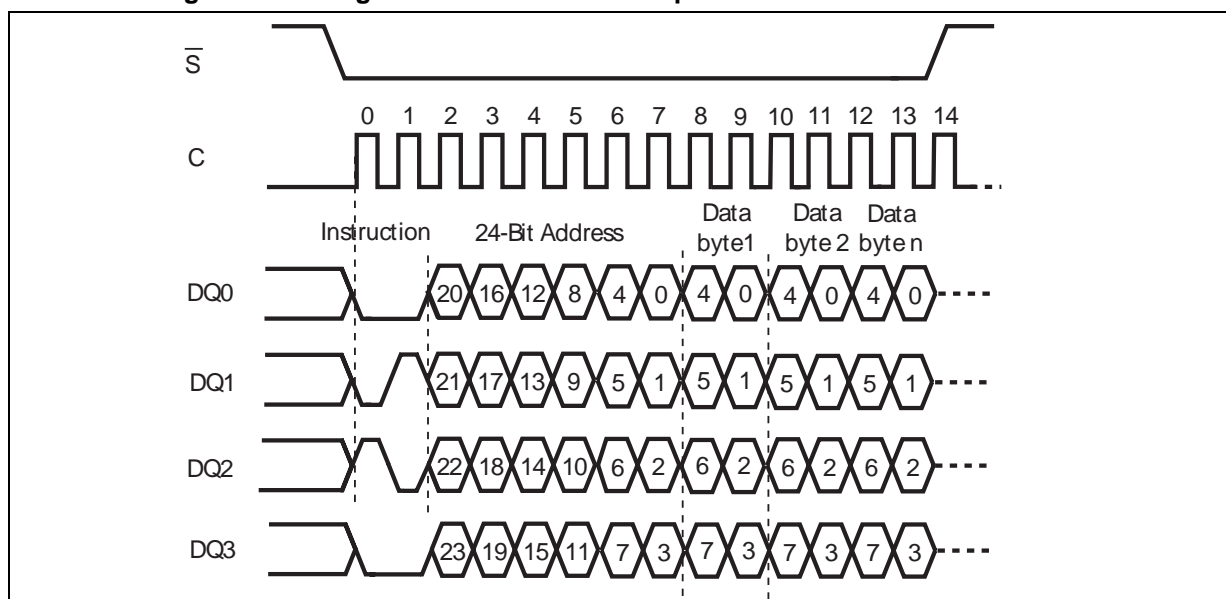 S
0 1 2 3 4 5 6 7 8 9 10 11 12 13 14
C
Instruction 24-Bit Address Data byte1 Data byte 2 Data byte n
DQ0 20 16 12 8 4 0 4 0 4 0 4 0
DQ1 21 17 13 9 5 1 5 1 5 1 5 1
DQ2 22 18 14 10 6 2 6 2 6 2 6 2
DQ3 23 19 15 11 7 3 7 3 7 3 7 3